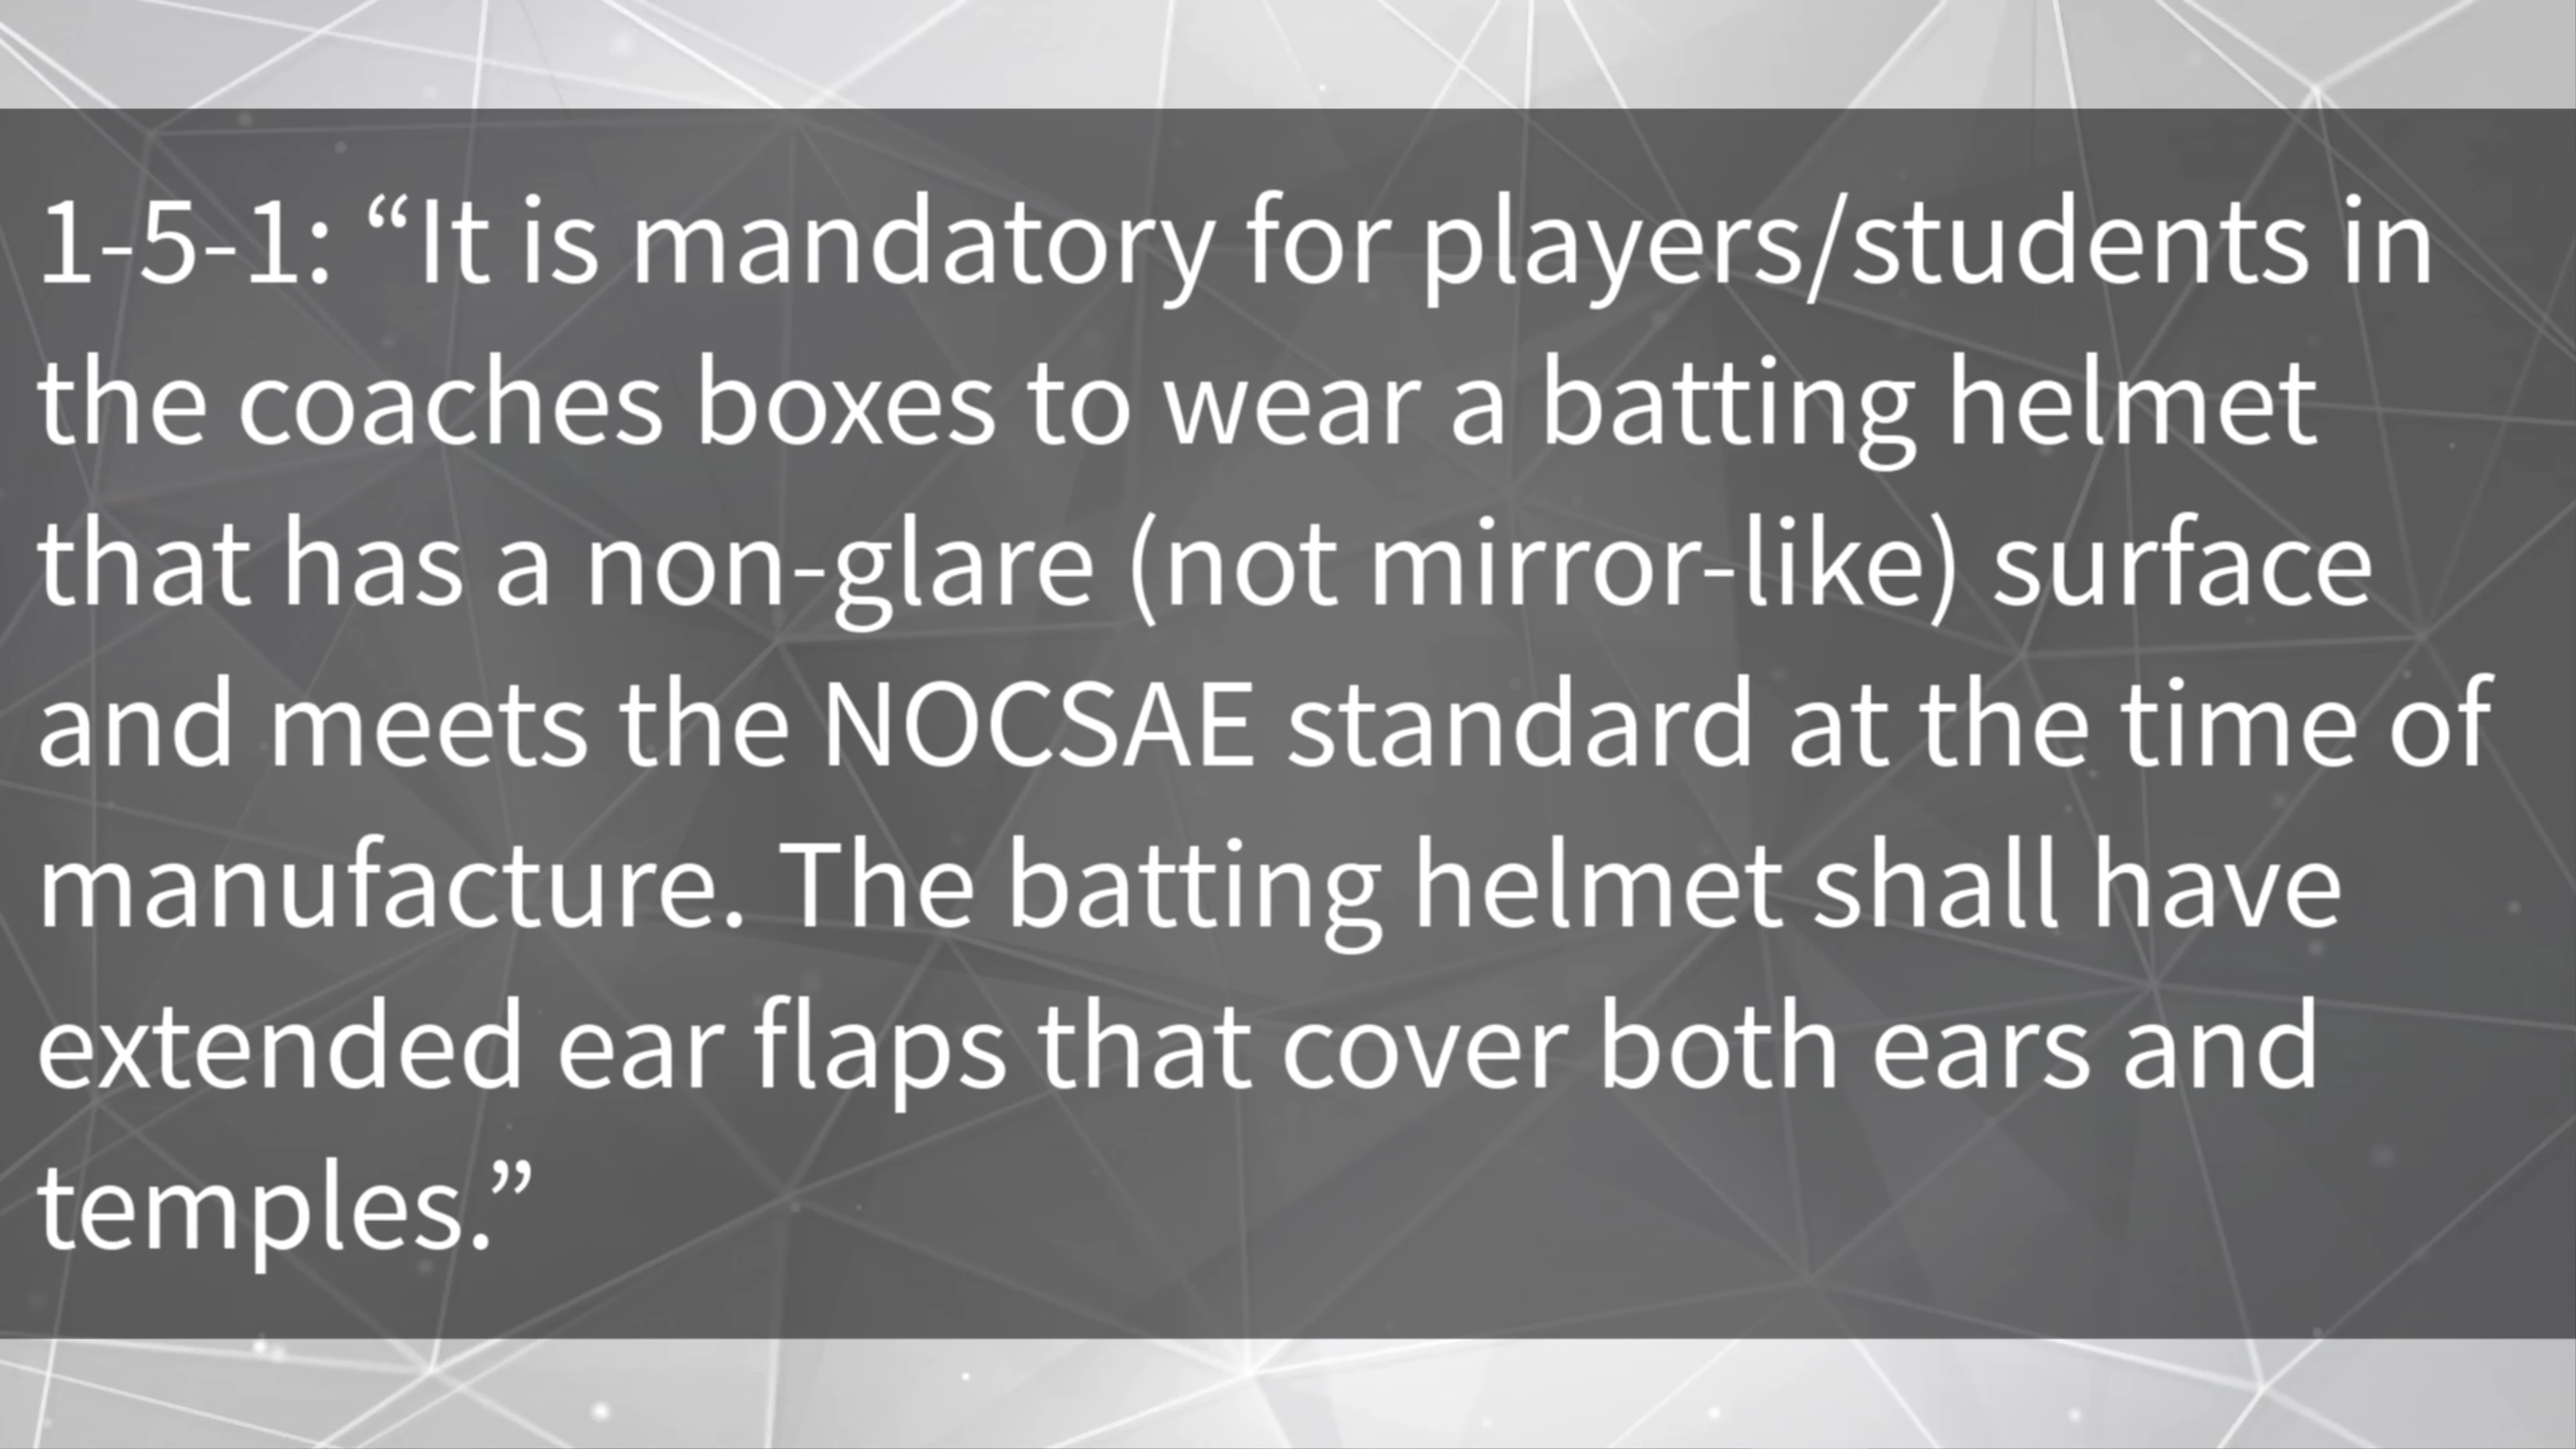 1-5-1: “It is mandatory for players/students in
the coaches boxes to wear a batting helmet
that has a non-glare (not mirror-like) surface
and meets the NOCSAE standard at the time of
manufacture. The batting helmet shall have
extended ear flaps that cover both ears and
temples.”